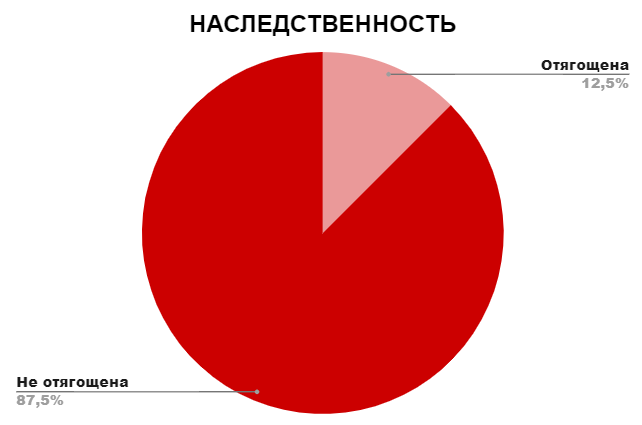 НАСЛЕДСТВЕННОСТЬ
Отягощена
12,5%
Не отягощена
87,5%